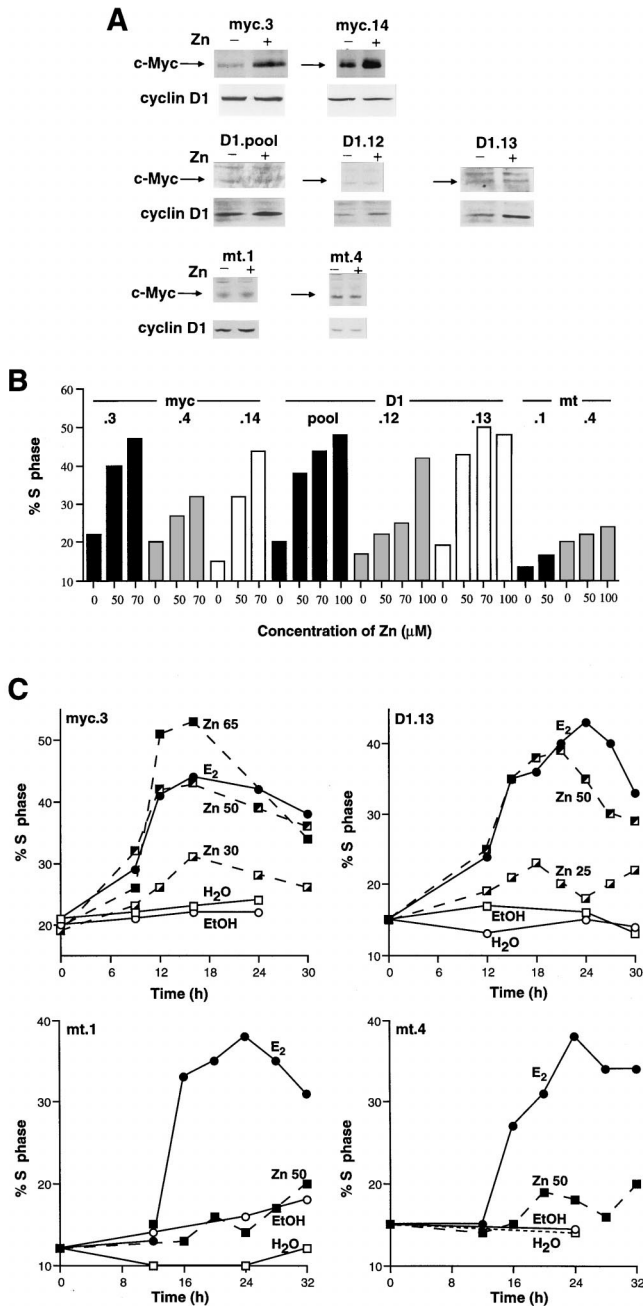 A
myc.3 myc.14
Zn − + − +
c-Myc
cyclin D1
D1.pool D1.12 D1.13
Zn − + − + − +
c-Myc
cyclin D1
mt.1 mt.4
Zn − + − +
c-Myc
cyclin D1
B
myc D1 mt
.3 .4 .14 pool .12 .13 .1 .4
% S phase
60
50
40
30
20
10
0 50 70 0 50 70 0 50 70 0 50 70 100 0 50 70 100 0 50 70 100 0 50 0 50 100
Concentration of Zn (µM)
C
myc.3
% S phase
50
40
30
20
Zn 65
E2
Zn 50
Zn 30
H2O
EtOH
0 6 12 18 24 30
Time (h)
D1.13
% S phase
40
30
20
10
E2
Zn 50
Zn 25
EtOH
H2O
0 6 12 18 24 30
Time (h)
mt.1
% S phase
40
30
20
10
E2
Zn 50
EtOH
H2O
0 8 16 24 32
Time (h)
mt.4
% S phase
40
30
20
10
E2
Zn 50
EtOH
H2O
0 8 16 24 32
Time (h)